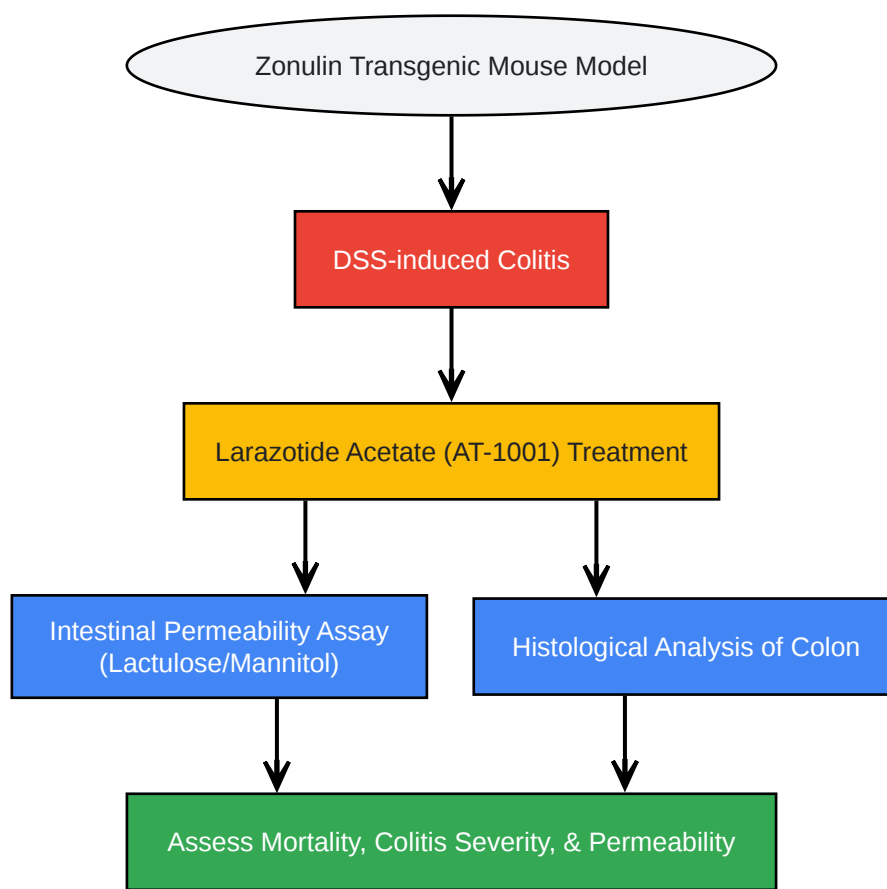 Zonulin Transgenic Mouse Model
DSS-induced Colitis
Larazotide Acetate (AT-1001) Treatment
Intestinal Permeability Assay
(Lactulose/Mannitol)
Histological Analysis of Colon
Assess Mortality, Colitis Severity, & Permeability